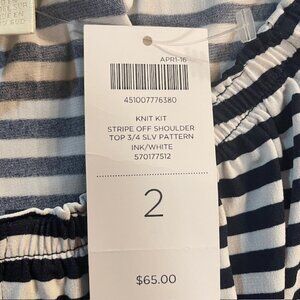 APR1-16
451007776380
KNIT KIT
STRIPE OFF SHOULDER
TOP 3/4 SLV PATTERN
INK/WHITE
570177512
2
$65.00